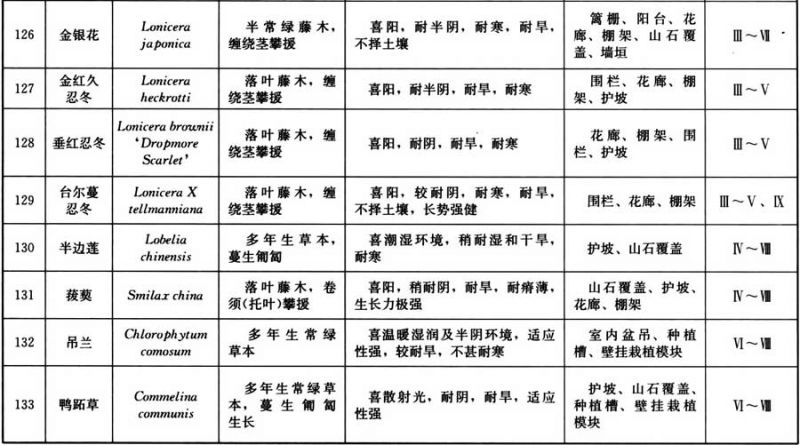 126 金银花 Lonicera japonica 半常绿藤木，缠绕茎攀援 喜阳，耐半阴，耐寒，耐旱，不择土壤 篱栅、阳台、花廊、棚架、山石覆盖、墙垣 Ⅲ～Ⅶ
127 金红久忍冬 Lonicera heckrotti 落叶藤木，缠绕茎攀援 喜阳，耐半阴，耐旱，耐寒 围栏、花廊、棚架、护坡 Ⅲ～Ⅴ
128 垂红忍冬 Lonicera brownii ‘Dropmore Scarlet’ 落叶藤木，缠绕茎攀援 喜阳，耐阴，耐旱，耐寒 花廊、棚架、围栏、护坡 Ⅲ～Ⅴ
129 台尔蔓忍冬 Lonicera X tellmanniana 落叶藤木，缠绕茎攀援 喜阳，较耐阴，耐寒，耐旱，不择土壤，长势强健 围栏、花廊、棚架 Ⅲ～Ⅴ、Ⅸ
130 半边莲 Lobelia chinensis 多年生草本，蔓生匍匐 喜潮湿环境，稍耐湿和干旱，耐寒 护坡、山石覆盖 Ⅳ～Ⅷ
131 菝葜 Smilax china 落叶藤木，卷须(托叶)攀援 喜阳，稍耐阴，耐旱，耐瘠薄，生长力极强 山石覆盖、护坡、花廊、棚架 Ⅳ～Ⅷ
132 吊兰 Chlorophytum comosum 多年生常绿草本 喜温暖湿润及半阴环境，适应性强，较耐旱，不甚耐寒 室内盆吊、种植槽、壁挂栽植模块 Ⅵ～Ⅷ
133 鸭跖草 Commelina communis 多年生常绿草本，蔓生匍匐生长 喜散射光，耐阴，耐旱，适应性强 护坡、山石覆盖、种植槽、壁挂栽植模块 Ⅵ～Ⅷ